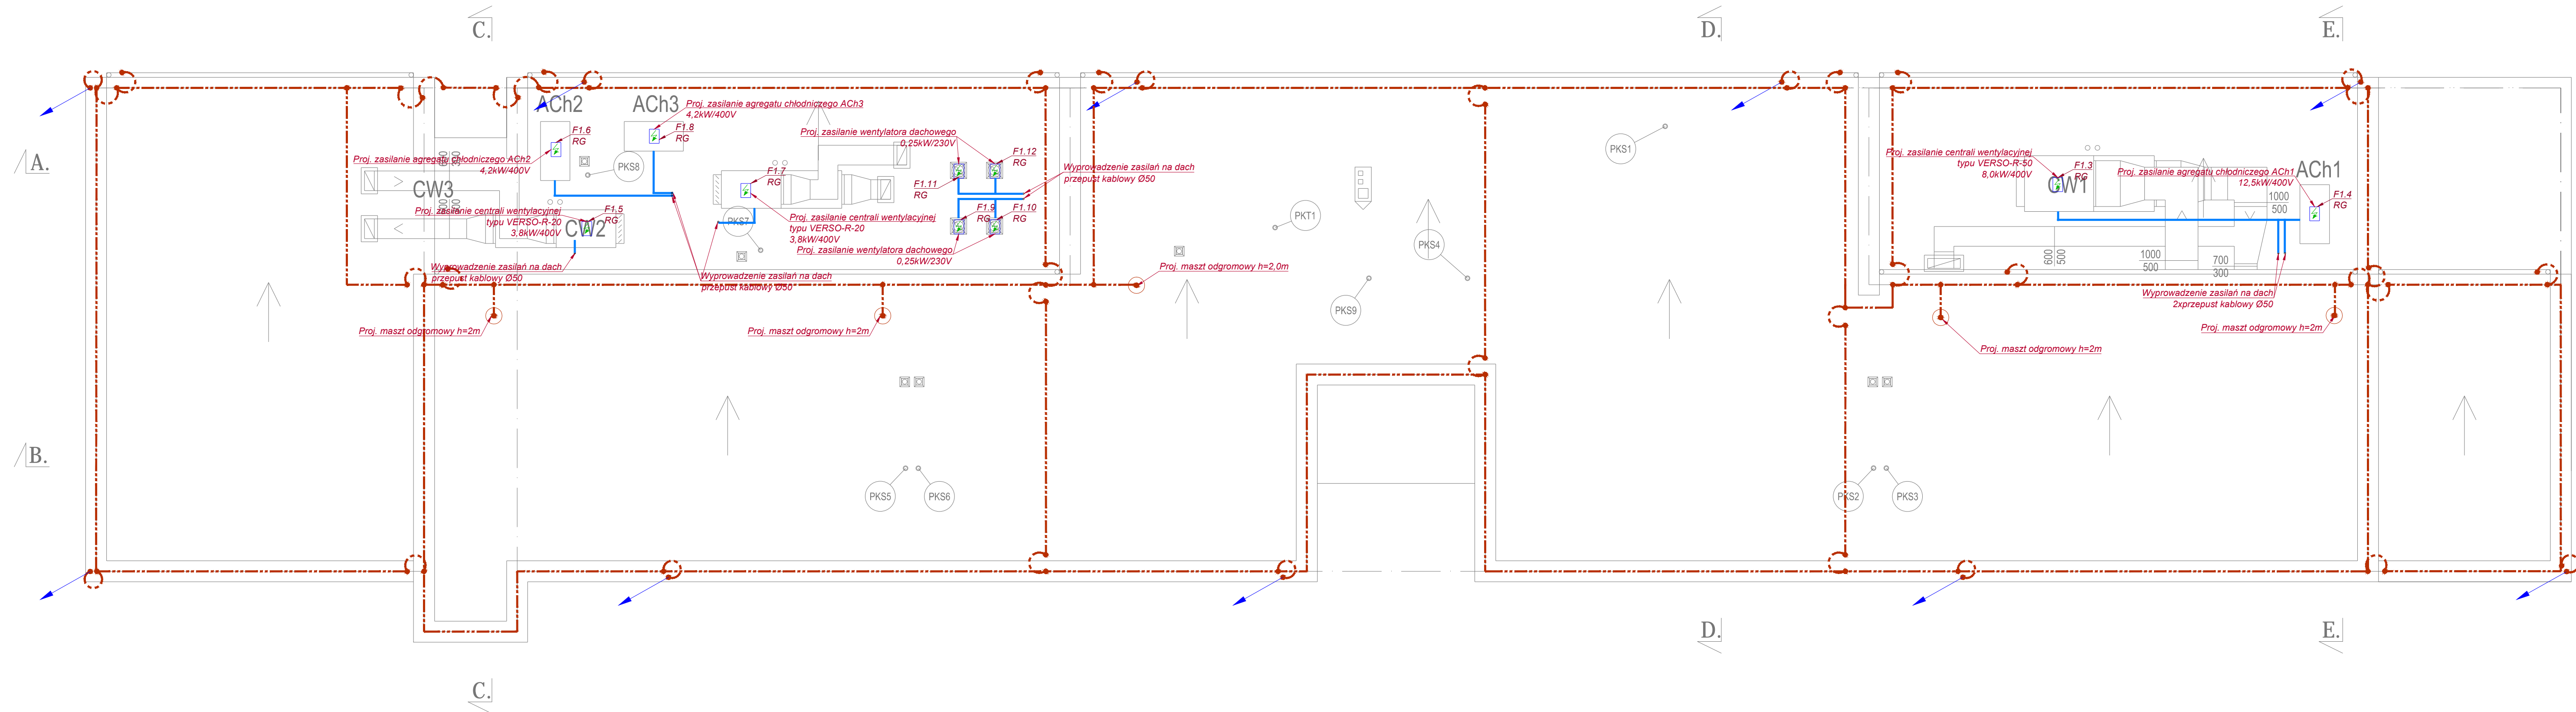 C.
D.
E.
A.
ACh2
ACh3
Proj. zasilanie agregatu chłodniczego ACh3
4,2kW/400V
F1.6
RG
F1.8
RG
Proj. zasilanie agregatu chłodniczego ACh2
4,2kW/400V
PKS8
600
300
CW3
F1.7
RG
Proj. zasilanie wentylatora dachowego
0,25kW/230V
F1.12
RG
F1.11
RG
Wyprowadzenie zasilań na dach
przepust kablowy Ø50
F1.9
RG
F1.10
RG
Proj. zasilanie centrali wentylacyjnej
typu VERSO-R-20
3,8kW/400V
F1.5
RG
CW2
PKS7
Proj. zasilanie centrali wentylacyjnej
typu VERSO-R-20
3,8kW/400V
Proj. zasilanie wentylatora dachowego
0,25kW/230V
Wyprowadzenie zasilań na dach
przepust kablowy Ø50
Wyprowadzenie zasilań na dach
przepust kablowy Ø50
Proj. maszt odgromowy h=2,0m
Proj. maszt odgromowy h=2m
Proj. maszt odgromowy h=2m
PKS1
PKT1
PKS4
PKS9
Proj. zasilanie centrali wentylacyjnej
typu VERSO-R-50
8,0kW/400V
F1.3
RG
CW1
Proj. zasilanie agregatu chłodniczego ACh1
12,5kW/400V
ACh1
F1.4
RG
1000
500
600
500
1000
500
700
300
Wyprowadzenie zasilań na dach
2xprzepust kablowy Ø50
Proj. maszt odgromowy h=2m
Proj. maszt odgromowy h=2m
B.
PKS5
PKS6
PKS2
PKS3
D.
E.
C.